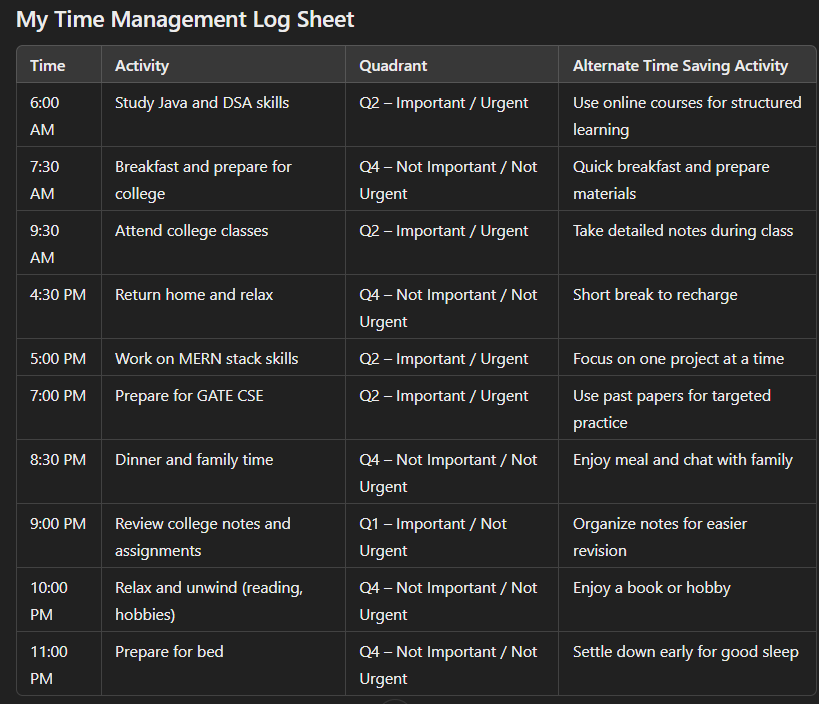 My Time Management Log Sheet
Time Activity Quadrant Alternate Time Saving Activity
6:00 Study Java and DSA skills Q2 – Important / Urgent Use online courses for structured
AM learning
7:30 Breakfast and prepare for Q4 – Not Important / Not Quick breakfast and prepare
AM college Urgent materials
9:30 Attend college classes Q2 – Important / Urgent Take detailed notes during class
AM
4:30 PM Return home and relax Q4 – Not Important / Not Short break to recharge
Urgent
5:00 PM Work on MERN stack skills Q2 – Important / Urgent Focus on one project at a time
7:00 PM Prepare for GATE CSE Q2 – Important / Urgent Use past papers for targeted
practice
8:30 PM Dinner and family time Q4 – Not Important / Not Enjoy meal and chat with family
Urgent
9:00 PM Review college notes and Q1 – Important / Not Organize notes for easier
assignments Urgent revision
10:00 Relax and unwind (reading, Q4 – Not Important / Not Enjoy a book or hobby
PM hobbies) Urgent
11:00 Prepare for bed Q4 – Not Important / Not Settle down early for good sleep
PM Urgent